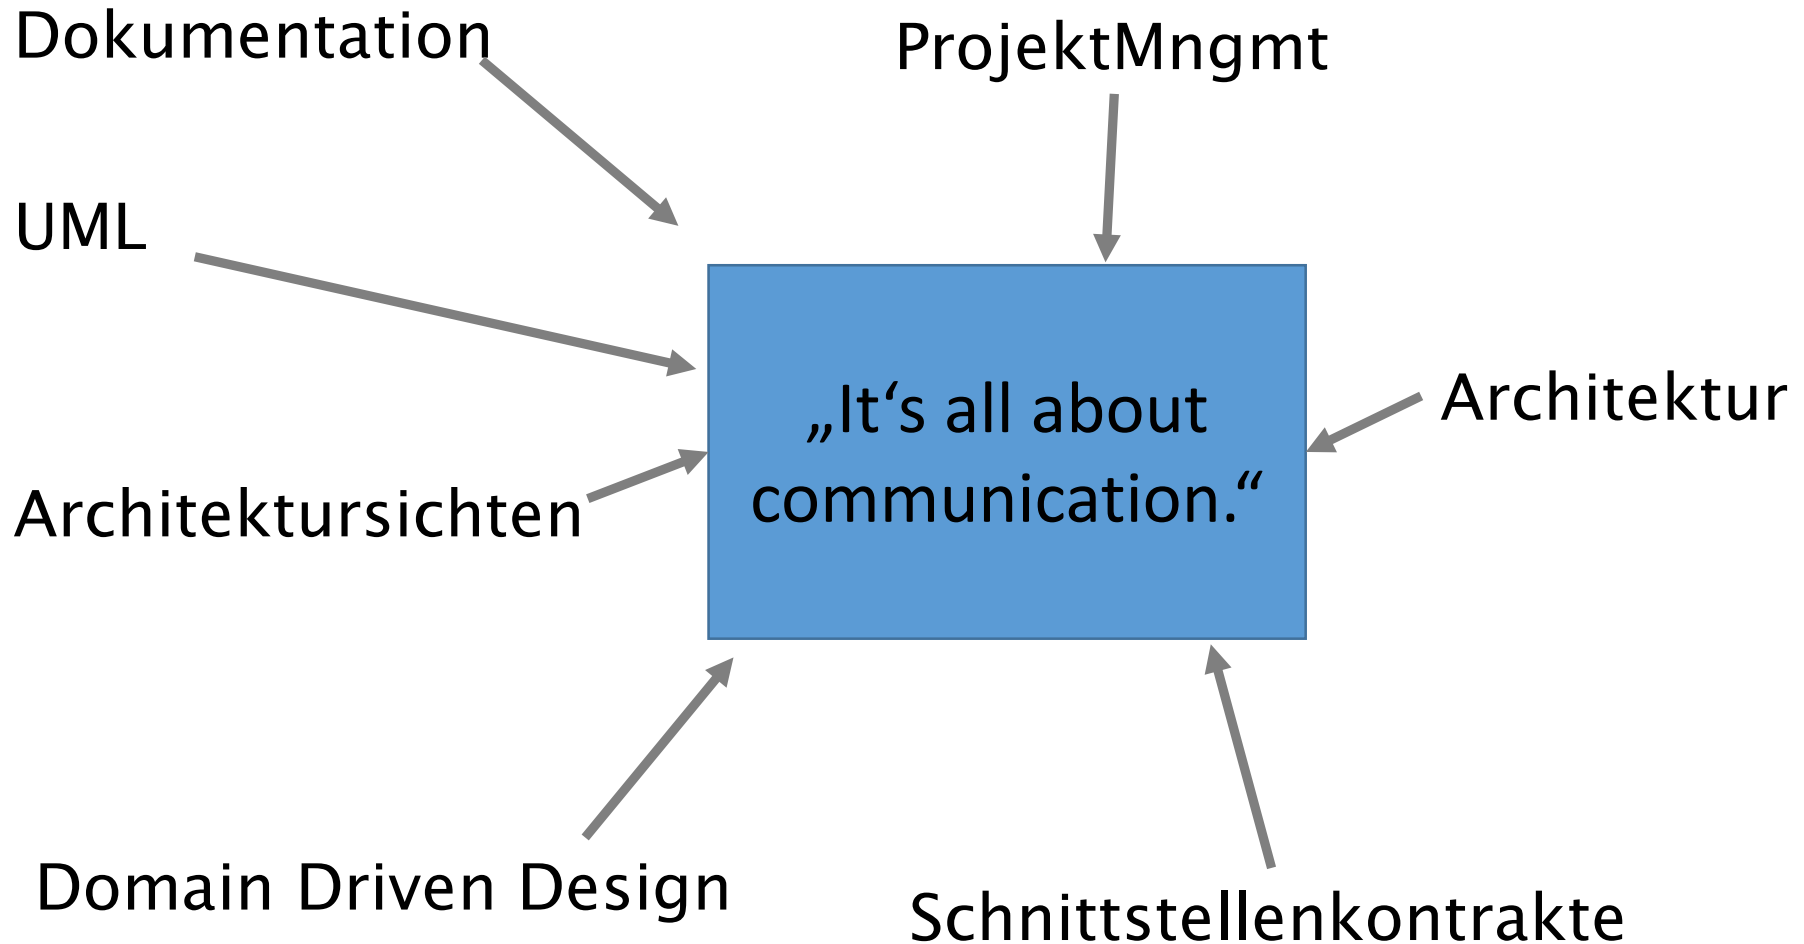 Dokumentation
ProjektMngmt
UML
Architektur
„It‘s all about
communication.“
Architektursichten
Domain Driven Design
Schnittstellenkontrakte